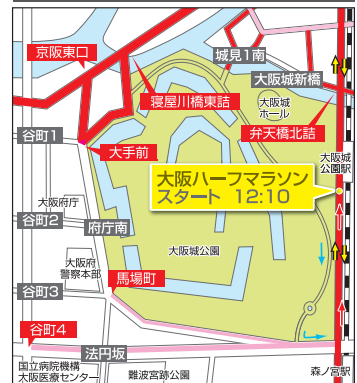 京阪東口
城見1南
大阪城新橋
寝屋川橋東詰
大阪城
ホール
弁天橋北詰
谷町1
大手前
大阪城
公園駅
大阪ハーフマラソン
スタート 12:10
大阪府庁
谷町2
府庁南
大阪城公園
大阪府
警察本部
馬場町
谷町3
谷町4
法円坂
国立病院機構
大阪医療センター
難波宮跡公園
森ノ宮駅